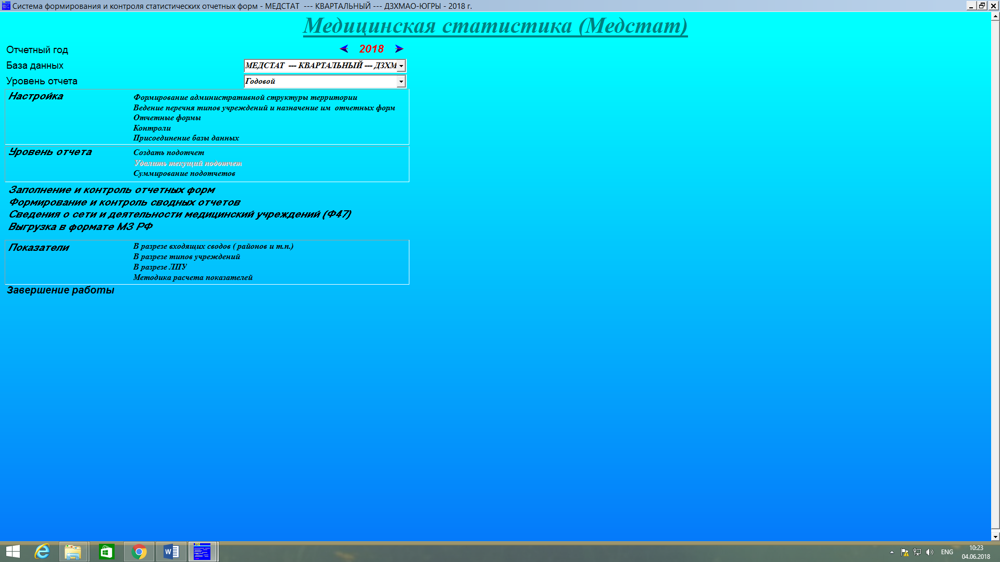 Система формирования и контроля статистических отчетных форм - МЕДСТАТ --- КВАРТАЛЬНЫЙ --- ДЗХМАО-ЮГРЫ - 2018 г.
Медицинская статистика (Медстат)
Отчетный год
2018
База данных
МЕДСТАТ --- КВАРТАЛЬНЫЙ --- ДЗХМ
Уровень отчета
Годовой
Настройка
Формирование административной структуры территории
Ведение перечня типов учреждений и назначение им отчетных форм
Отчетные формы
Контроли
Присоединение базы данных
Уровень отчета
Создать подотчет
Удалить текущий подотчет
Суммирование подотчетов
Заполнение и контроль отчетных форм
Формирование и контроль сводных отчетов
Сведения о сети и деятельности медицинский учреждений (Ф47)
Выгрузка в формате МЗ РФ
Показатели
В разрезе входящих сводов ( районов и т.п.)
В разрезе типов учреждений
В разрезе ЛПУ
Методика расчета показателей
Завершение работы
ENG
10:23
04.06.2018